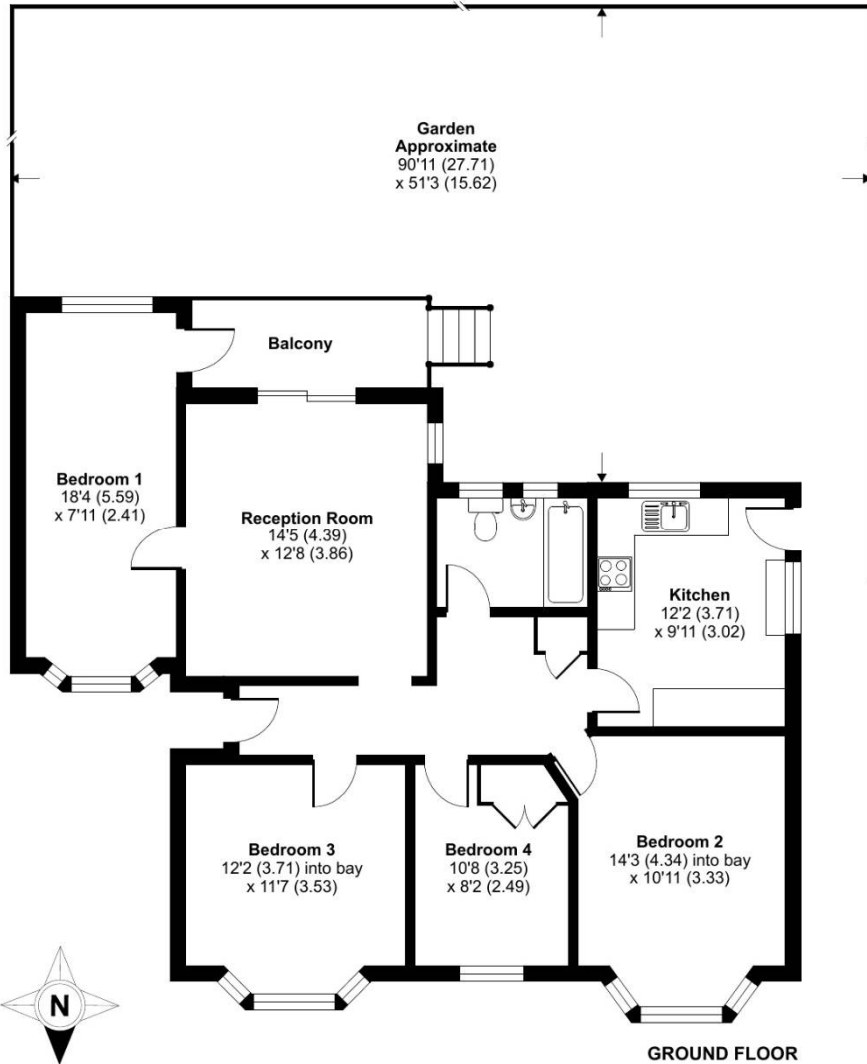 Garden
Approximate
90'11 (27.71)
x 51'3 (15.62)
Balcony
Bedroom 1
18'4 (5.59)
x 7'11 (2.41)
Reception Room
14'5 (4.39)
x 12'8 (3.86)
Kitchen
12'2 (3.71)
x 9'11 (3.02)
Bedroom 3
12'2 (3.71) into bay
x 11'7 (3.53)
Bedroom 4
10'8 (3.25)
x 8'2 (2.49)
Bedroom 2
14'3 (4.34) into bay
x 10'11 (3.33)
N
GROUND FLOOR